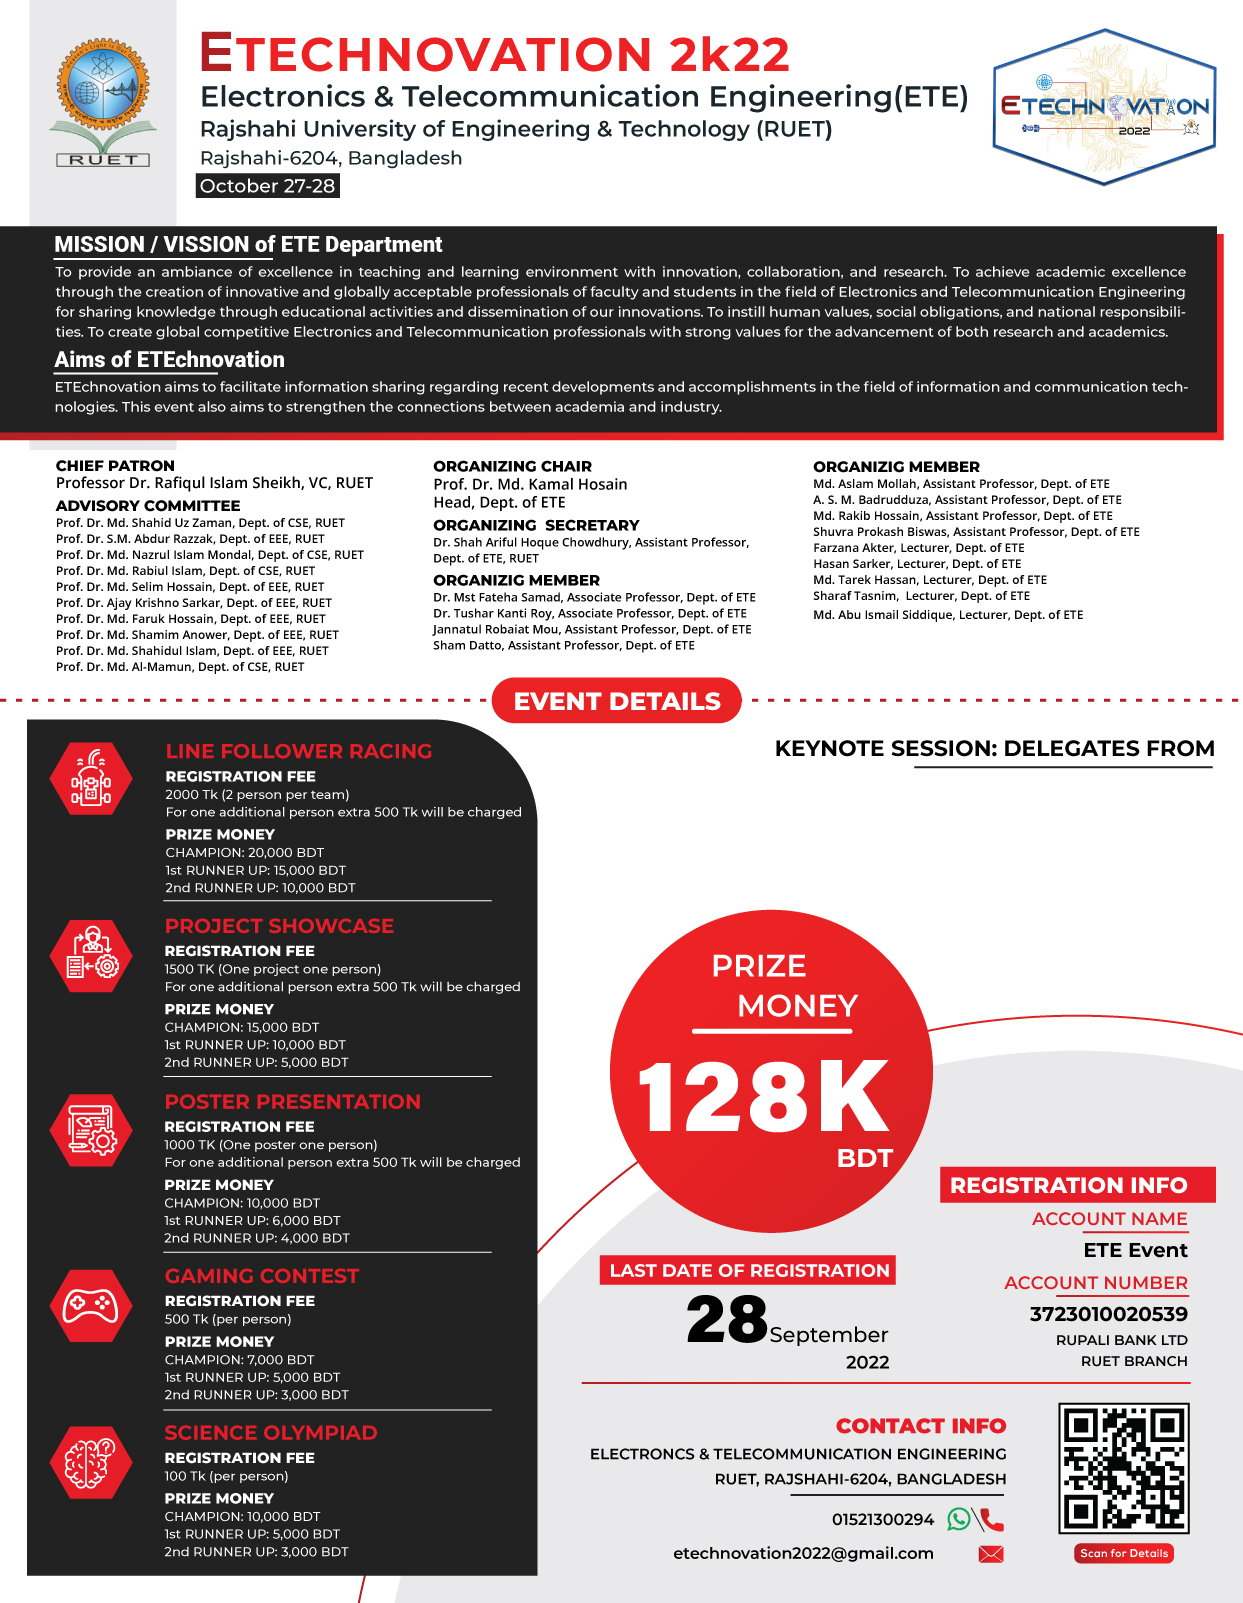 RUET
ETECHNOVATION 2k22
Electronics & Telecommunication Engineering(ETE)
Rajshahi University of Engineering & Technology (RUET)
Rajshahi-6204, Bangladesh
October 27-28
ETECHNOVATION
2022
MISSION / VISSION of ETE Department
To provide an ambiance of excellence in teaching and learning environment with innovation, collaboration, and research. To achieve academic excellence
through the creation of innovative and globally acceptable professionals of faculty and students in the field of Electronics and Telecommunication Engineering
for sharing knowledge through educational activities and dissemination of our innovations. To instill human values, social obligations, and national responsibili-
ties. To create global competitive Electronics and Telecommunication professionals with strong values for the advancement of both research and academics.
Aims of ETEchnovation
ETEchnovation aims to facilitate information sharing regarding recent developments and accomplishments in the field of information and communication tech-
nologies. This event also aims to strengthen the connections between academia and industry.
CHIEF PATRON
Professor Dr. Rafiqul Islam Sheikh, VC, RUET
ADVISORY COMMITTEE
Prof. Dr. Md. Shahid Uz Zaman, Dept. of CSE, RUET
Prof. Dr. S.M. Abdur Razzak, Dept. of EEE, RUET
Prof. Dr. Md. Nazrul Islam Mondal, Dept. of CSE, RUET
Prof. Dr. Md. Rabiul Islam, Dept. of CSE, RUET
Prof. Dr. Md. Selim Hossain, Dept. of EEE, RUET
Prof. Dr. Ajay Krishno Sarkar, Dept. of EEE, RUET
Prof. Dr. Md. Faruk Hossain, Dept. of EEE, RUET
Prof. Dr. Md. Shamim Anower, Dept. of EEE, RUET
Prof. Dr. Md. Shahidul Islam, Dept. of EEE, RUET
Prof. Dr. Md. Al-Mamun, Dept. of CSE, RUET
ORGANIZING CHAIR
Prof. Dr. Md. Kamal Hosain
Head, Dept. of ETE
ORGANIZING SECRETARY
Dr. Shah Ariful Hoque Chowdhury, Assistant Professor,
Dept. of ETE, RUET
ORGANIZIG MEMBER
Dr. Mst Fateha Samad, Associate Professor, Dept. of ETE
Dr. Tushar Kanti Roy, Associate Professor, Dept. of ETE
Jannatul Robaiat Mou, Assistant Professor, Dept. of ETE
Sham Datto, Assistant Professor, Dept. of ETE
ORGANIZIG MEMBER
Md. Aslam Mollah, Assistant Professor, Dept. of ETE
A. S. M. Badrudduza, Assistant Professor, Dept. of ETE
Md. Rakib Hossain, Assistant Professor, Dept. of ETE
Shuvra Prokash Biswas, Assistant Professor, Dept. of ETE
Farzana Akter, Lecturer, Dept. of ETE
Hasan Sarker, Lecturer, Dept. of ETE
Md. Tarek Hassan, Lecturer, Dept. of ETE
Sharaf Tasnim, Lecturer, Dept. of ETE
Md. Abu Ismail Siddique, Lecturer, Dept. of ETE
EVENT DETAILS
LINE FOLLOWER RACING
REGISTRATION FEE
2000 Tk (2 person per team)
For one additional person extra 500 Tk will be charged
PRIZE MONEY
CHAMPION: 20,000 BDT
1st RUNNER UP: 15,000 BDT
2nd RUNNER UP: 10,000 BDT
PROJECT SHOWCASE
REGISTRATION FEE
1500 TK (One project one person)
For one additional person extra 500 Tk will be charged
PRIZE MONEY
CHAMPION: 15,000 BDT
1st RUNNER UP: 10,000 BDT
2nd RUNNER UP: 5,000 BDT
POSTER PRESENTATION
REGISTRATION FEE
1000 TK (One poster one person)
For one additional person extra 500 Tk will be charged
PRIZE MONEY
CHAMPION: 10,000 BDT
1st RUNNER UP: 6,000 BDT
2nd RUNNER UP: 4,000 BDT
GAMING CONTEST
REGISTRATION FEE
500 Tk (per person)
PRIZE MONEY
CHAMPION: 7,000 BDT
1st RUNNER UP: 5,000 BDT
2nd RUNNER UP: 3,000 BDT
SCIENCE OLYMPIAD
REGISTRATION FEE
100 Tk (per person)
PRIZE MONEY
CHAMPION: 10,000 BDT
1st RUNNER UP: 5,000 BDT
2nd RUNNER UP: 3,000 BDT
KEYNOTE SESSION: DELEGATES FROM
PRIZE
MONEY
128K
BDT
LAST DATE OF REGISTRATION
28 September
2022
REGISTRATION INFO
ACCOUNT NAME
ETE Event
ACCOUNT NUMBER
3723010020539
RUPALI BANK LTD
RUET BRANCH
CONTACT INFO
ELECTRONCS & TELECOMMUNICATION ENGINEERING
RUET, RAJSHAHI-6204, BANGLADESH
01521300294
etechnovation2022@gmail.com
Scan for Details